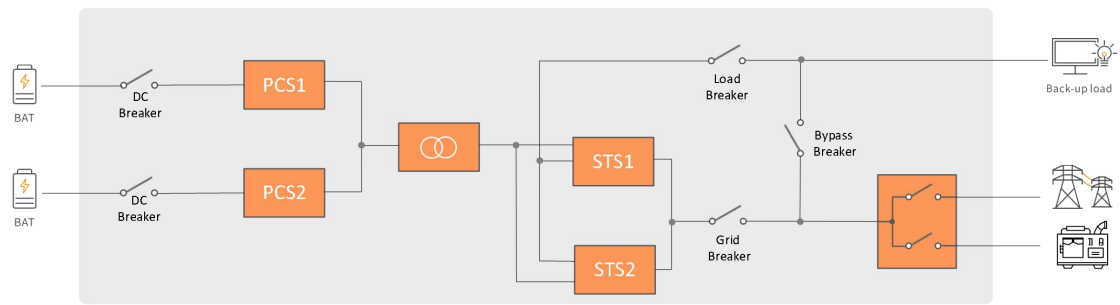 BAT
DC
Breaker
PCS1
BAT
DC
Breaker
PCS2
STS1
STS2
Load
Breaker
Bypass
Breaker
Grid
Breaker
Back-up load